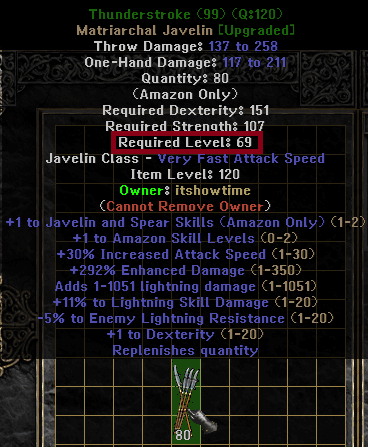 Thunderstroke (99) (Q:120)
Matriarchal Javelin [Upgraded]
Throw Damage: 137 to 258
One-Hand Damage: 117 to 211
Quantity: 80
(Amazon Only)
Required Dexterity: 151
Required Strength: 107
Required Level: 69
Javelin Class - Very Fast Attack Speed
Item Level: 120
Owner: itshowtime
(Cannot Remove Owner)
+1 to Javelin and Spear Skills (Amazon Only) (1-2)
+1 to Amazon Skill Levels (0-2)
+30% Increased Attack Speed (1-30)
+292% Enhanced Damage (1-350)
Adds 1-1051 lightning damage (1-1051)
+11% to Lightning Skill Damage (1-20)
-5% to Enemy Lightning Resistance (1-20)
+1 to Dexterity (1-20)
Replenishes quantity
80